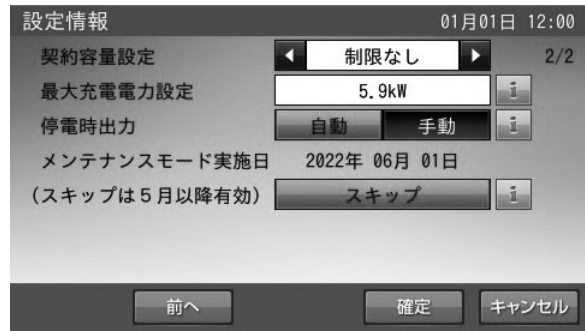 設定情報 01月01日 12:00
契約容量設定 ◀ 制限なし ▶ 2/2
最大充電電力設定 5.9kW i
停電時出力 自動 手動 i
メンテナンスモード実施日 2022年 06月 01日
(スキップは5月以降有効) スキップ i
前へ 確定 キャンセル